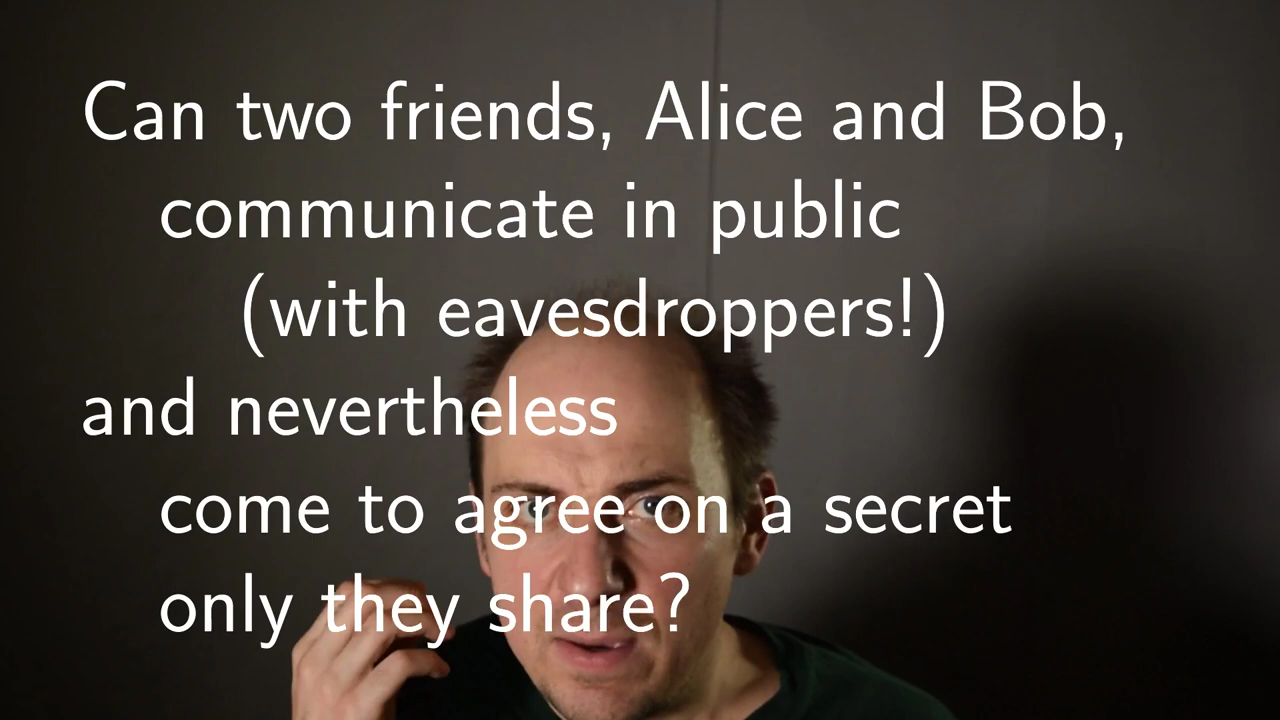 Can two friends, Alice and Bob,
communicate in public
(with eavesdroppers!)
and nevertheless
come to agree on a secret
only they share?